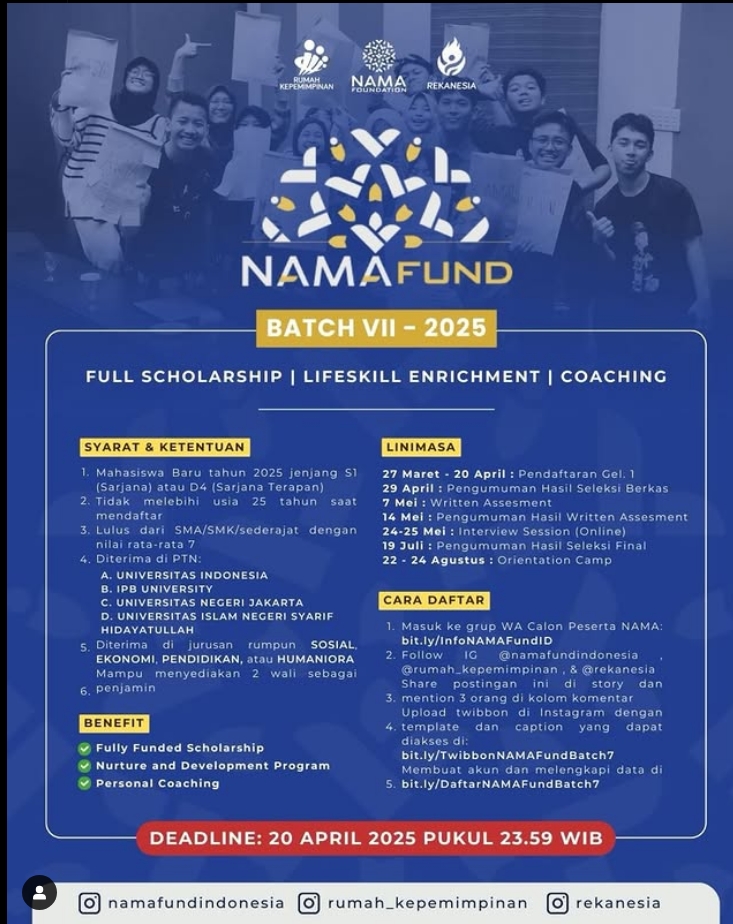 RUMAH
KEPEMIMPINAN
NAMA
FOUNDATION
REKANESIA
NAMAFUND
BATCH VII – 2025
FULL SCHOLARSHIP | LIFESKILL ENRICHMENT | COACHING
SYARAT & KETENTUAN
1. Mahasiswa Baru tahun 2025 jenjang S1
(Sarjana) atau D4 (Sarjana Terapan)
2. Tidak melebihi usia 25 tahun saat
mendaftar
3. Lulus dari SMA/SMK/sederajat dengan
nilai rata-rata 7
4. Diterima di PTN:
A. UNIVERSITAS INDONESIA
B. IPB UNIVERSITY
C. UNIVERSITAS NEGERI JAKARTA
D. UNIVERSITAS ISLAM NEGERI SYARIF
HIDAYATULLAH
5. Diterima di jurusan rumpun SOSIAL,
EKONOMI, PENDIDIKAN, atau HUMANIORA
Mampu menyediakan 2 wali sebagai
6. penjamin
BENEFIT
Fully Funded Scholarship
Nurture and Development Program
Personal Coaching
LINIMASA
27 Maret - 20 April : Pendaftaran Gel. 1
29 April : Pengumuman Hasil Seleksi Berkas
7 Mei : Written Assesment
14 Mei : Pengumuman Hasil Written Assesment
24-25 Mei : Interview Session (Online)
19 Juli : Pengumuman Hasil Seleksi Final
22 - 24 Agustus : Orientation Camp
CARA DAFTAR
1. Masuk ke grup WA Calon Peserta NAMA:
bit.ly/InfoNAMAFundID
2. Follow IG @namafundindonesia ,
@rumah_kepemimpinan , & @rekanesia
Share postingan ini di story dan
3. mention 3 orang di kolom komentar
Upload twibbon di Instagram dengan
4. template dan caption yang dapat
diakses di:
bit.ly/TwibbonNAMAFundBatch7
Membuat akun dan melengkapi data di
5. bit.ly/DaftarNAMAFundBatch7
DEADLINE: 20 APRIL 2025 PUKUL 23.59 WIB
namafundindonesia rumah_kepemimpinan rekanesia